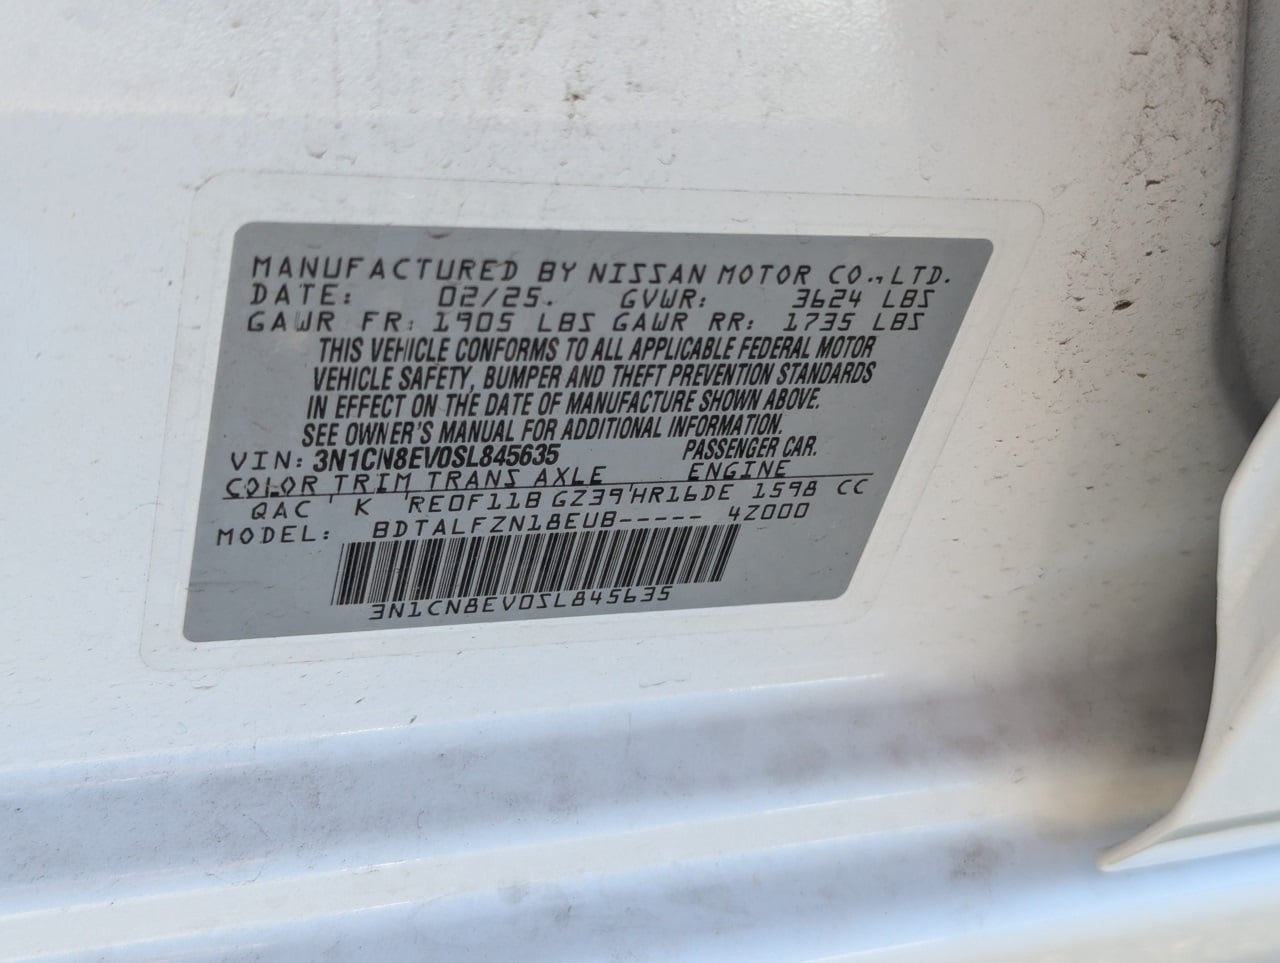 MANUFACTURED BY NISSAN MOTOR CO.,LTD.
DATE: 02/25. GVWR: 3624 LBS
GAWR FR: 1905 LBS GAWR RR: 1735 LBS
THIS VEHICLE CONFORMS TO ALL APPLICABLE FEDERAL MOTOR
VEHICLE SAFETY, BUMPER AND THEFT PREVENTION STANDARDS
IN EFFECT ON THE DATE OF MANUFACTURE SHOWN ABOVE.
SEE OWNER'S MANUAL FOR ADDITIONAL INFORMATION.
VIN: 3N1CN8EV0SL845635 PASSENGER CAR.
COLOR TRIM TRANS AXLE ENGINE
QAC K RE0F11B GZ39 HR16DE 1598 CC
MODEL: BDTALFZN18EUB----- 4Z000
3N1CN8EV0SL845635